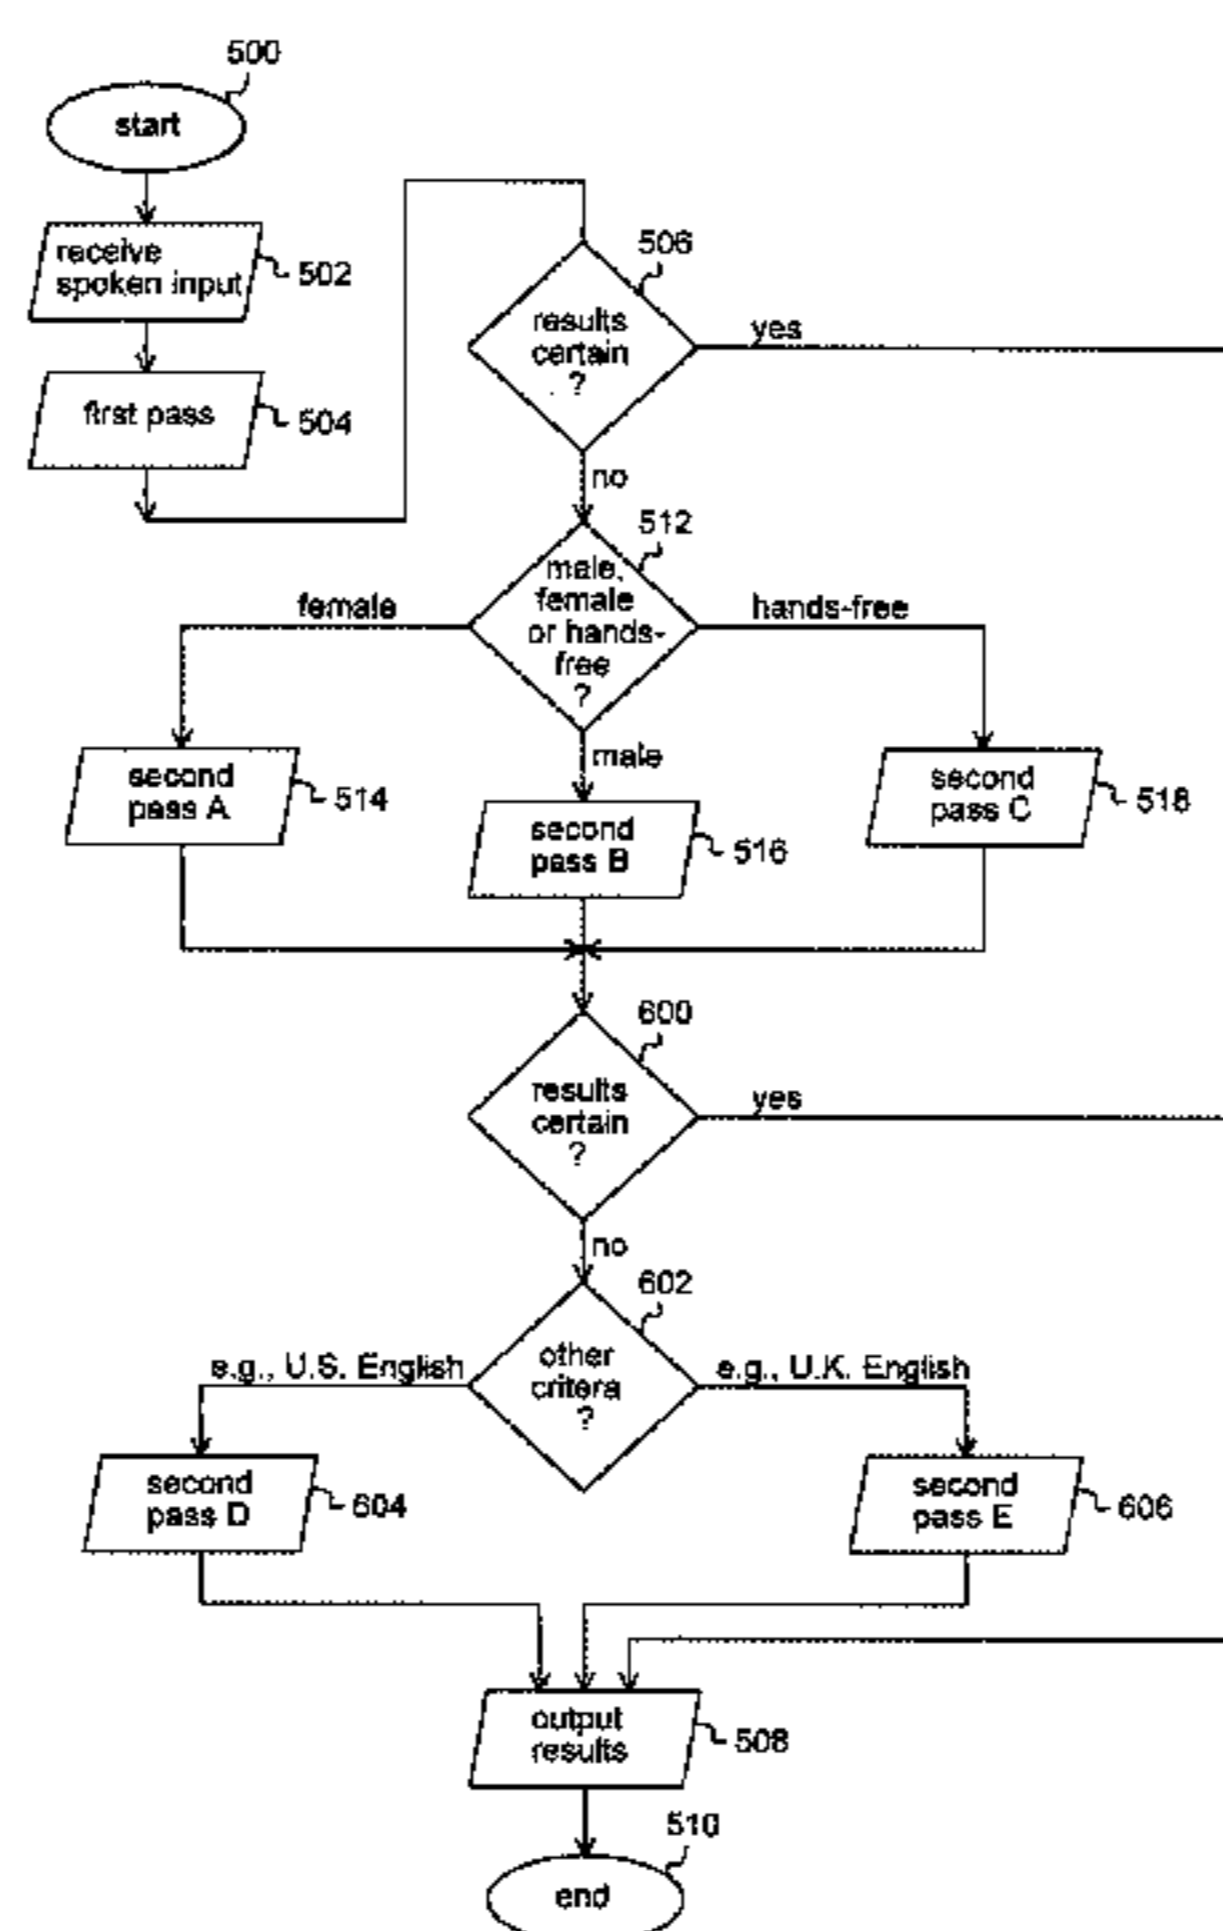 500
start
receive
spoken input
502
first pass
504
506
results
certain
?
yes
no
512
male,
female
or hands-
free
?
female
hands-free
male
second
pass A
514
second
pass B
516
second
pass C
518
600
results
certain
?
yes
no
602
other
critera
?
e.g., U.S. English
e.g., U.K. English
second
pass D
604
second
pass E
606
output
results
508
510
end